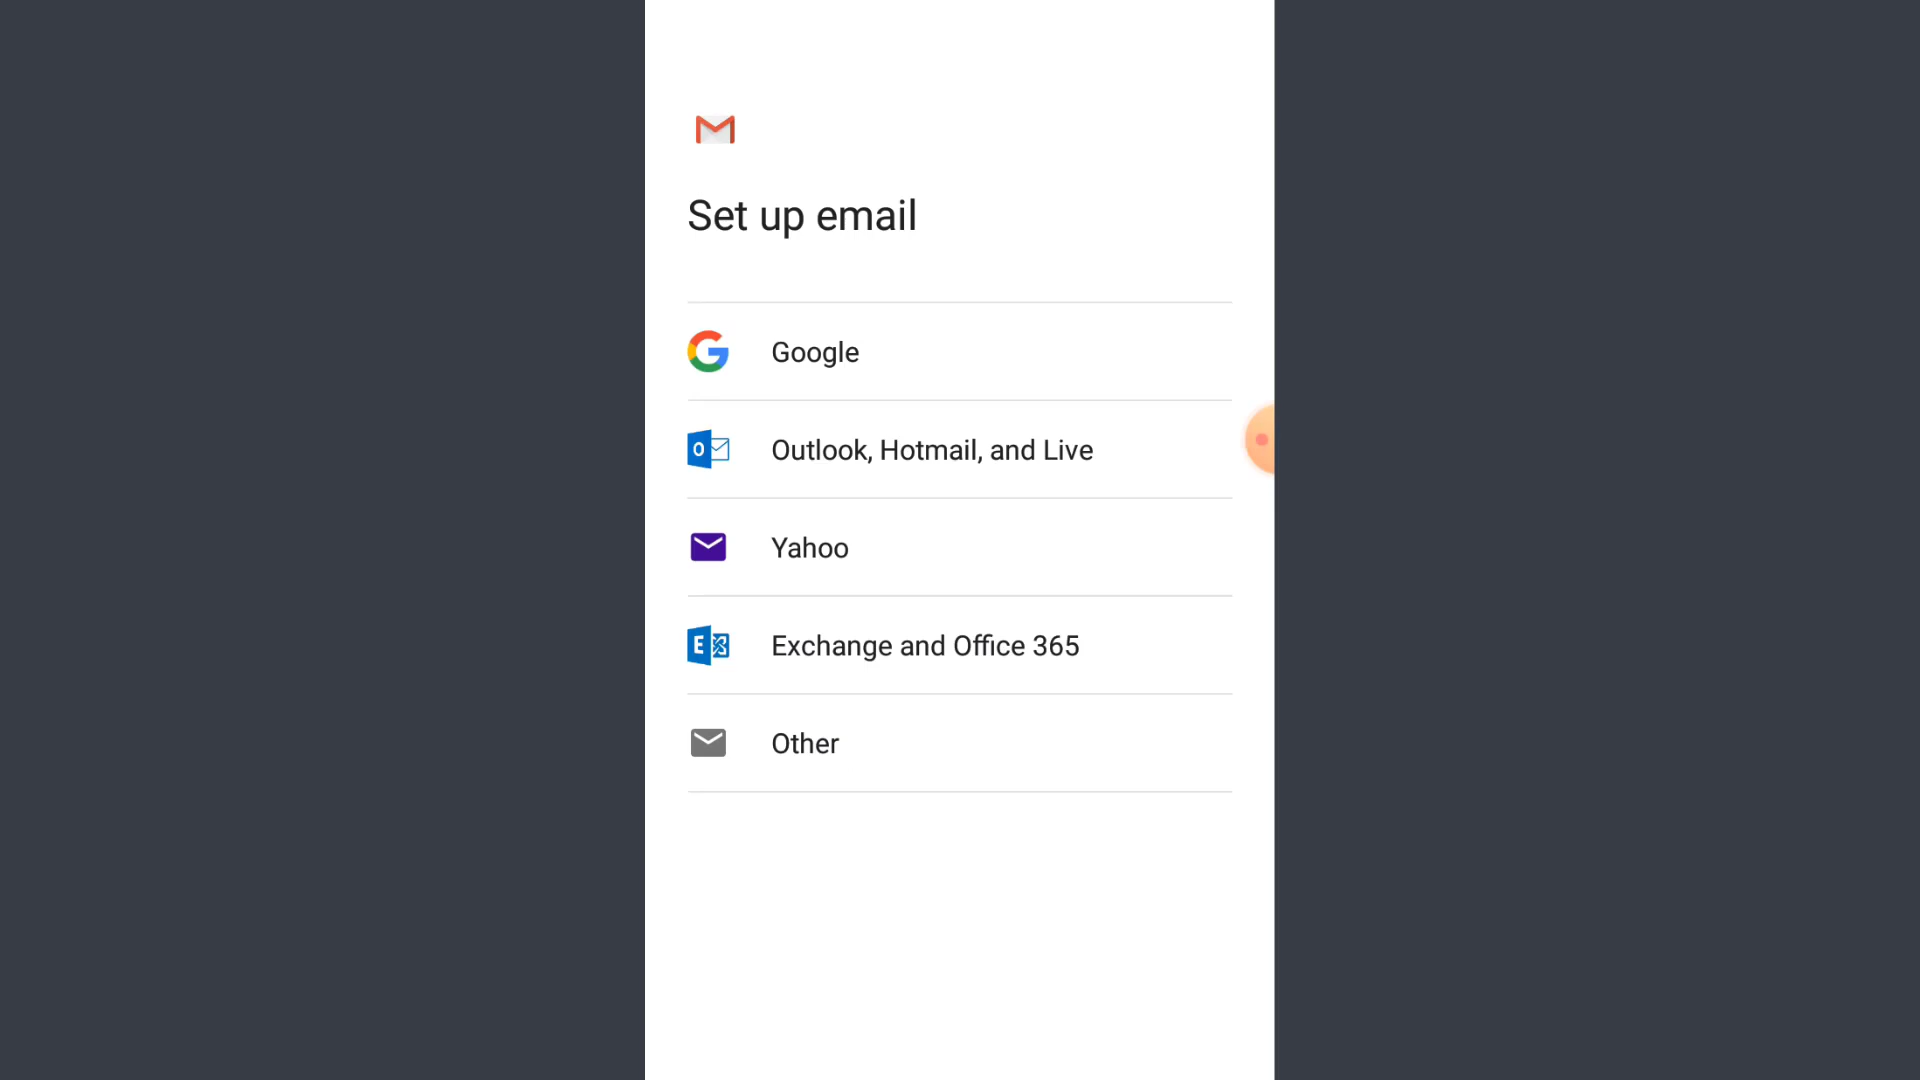 Set up email
Google
Outlook, Hotmail, and Live
Yahoo
Exchange and Office 365
Other